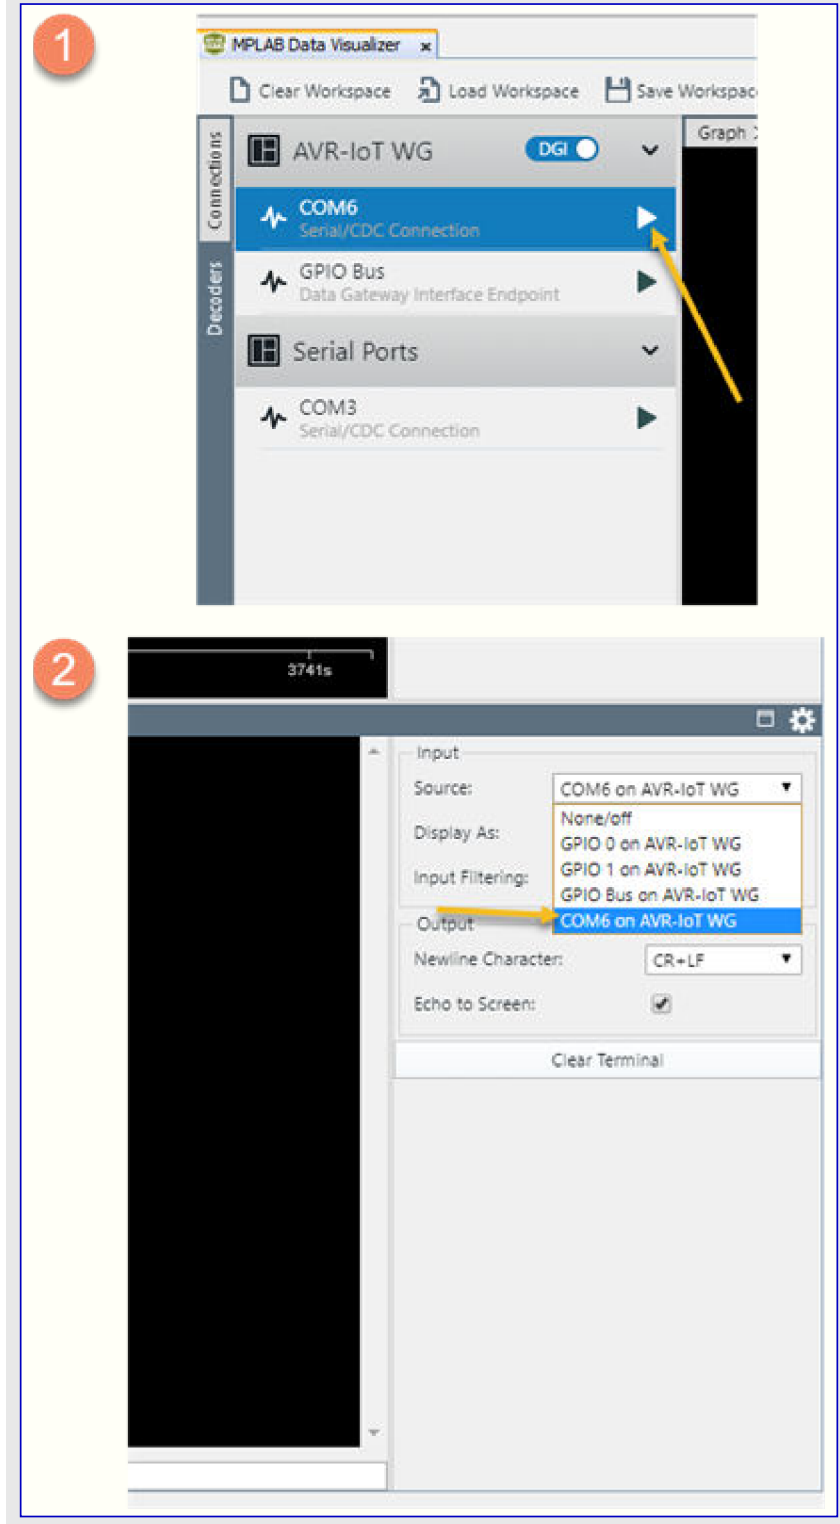 1
MPLAB Data Visualizer x
Clear Workspace Load Workspace Save Workspac
Connections
Decoders
AVR-IoT WG DGI
Graph
COM6
Serial/CDC Connection
GPIO Bus
Data Gateway Interface Endpoint
Serial Ports
COM3
Serial/CDC Connection
2
3741s
Input
Source: COM6 on AVR-IoT WG
None/off
Display As:
GPIO 0 on AVR-IoT WG
GPIO 1 on AVR-IoT WG
Input Filtering:
GPIO Bus on AVR-IoT WG
COM6 on AVR-IoT WG
Output
Newline Character: CR+LF
Echo to Screen:
Clear Terminal